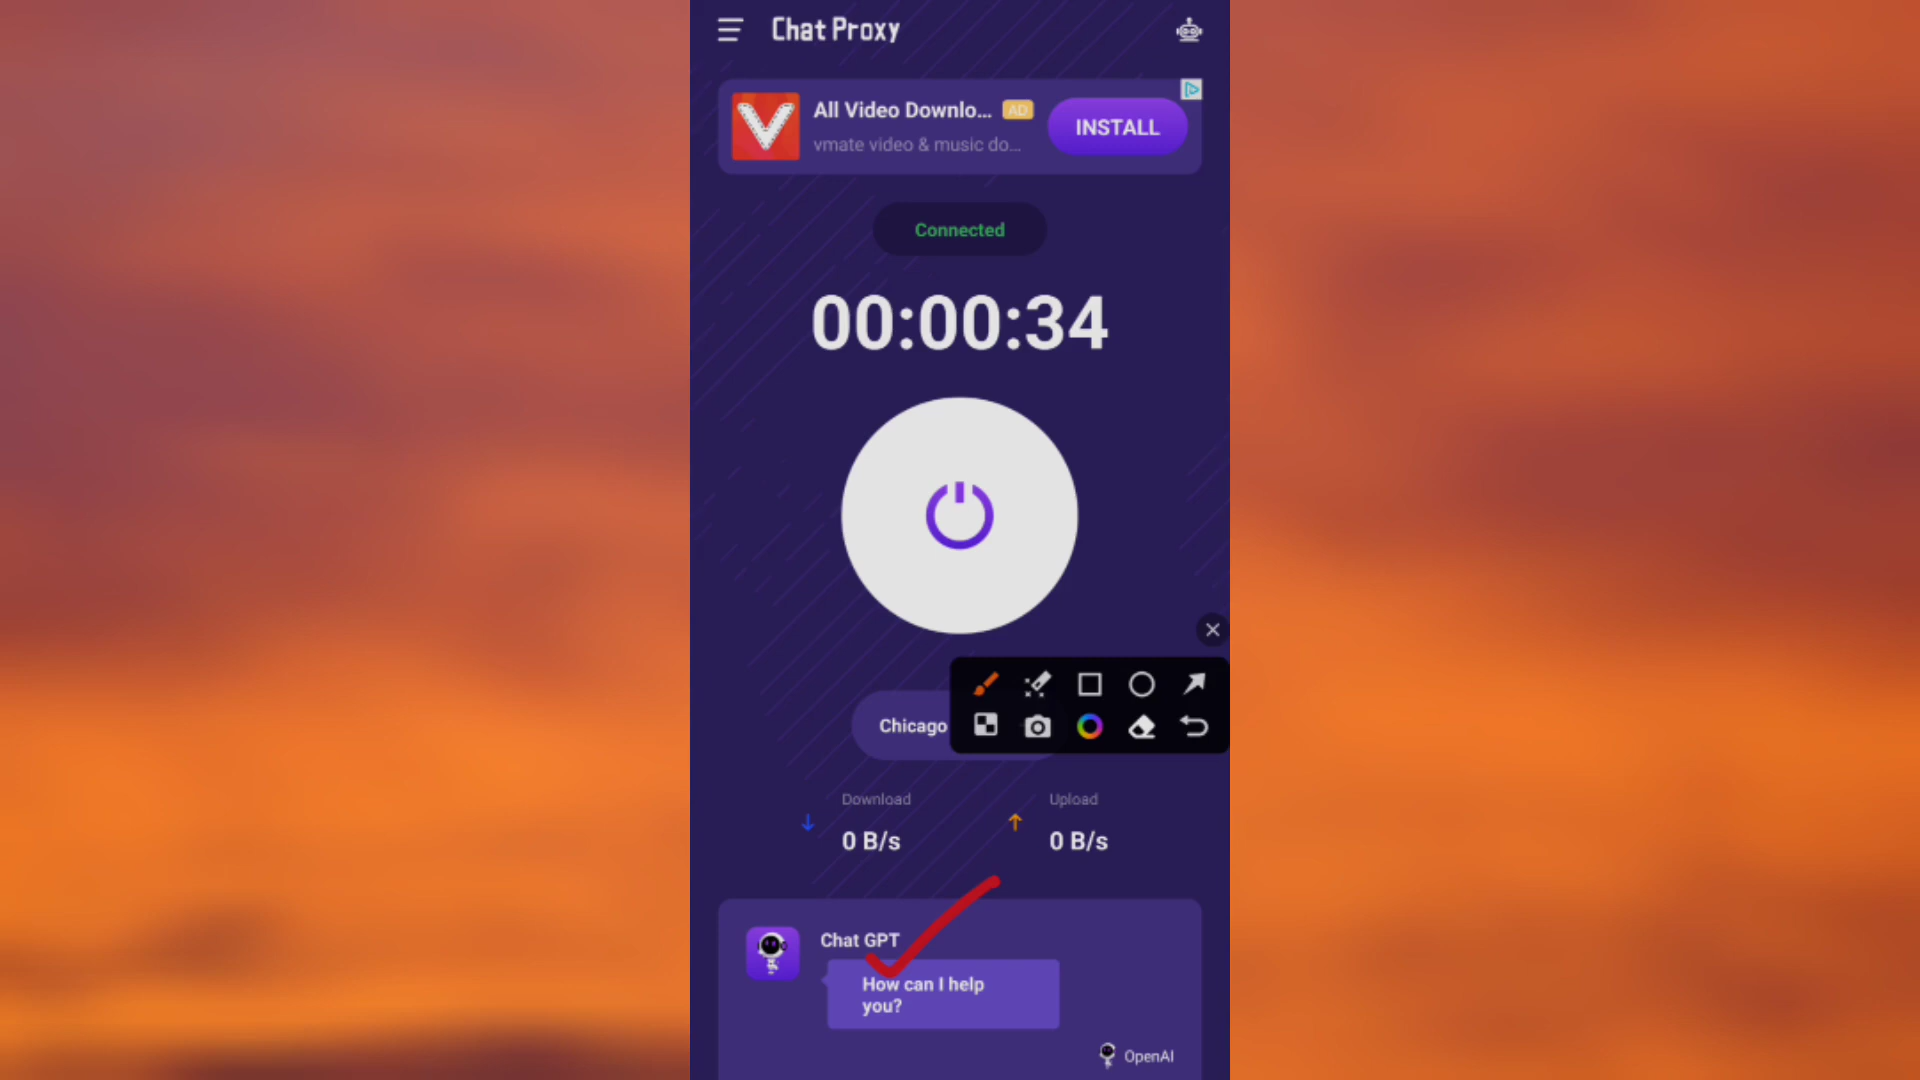 Chat Proxy
All Video Downlo... AD
vmate video & music do...
INSTALL
Connected
00:00:34
Chicago
Download
0 B/s
Upload
0 B/s
Chat GPT
How can I help
you?
OpenAI